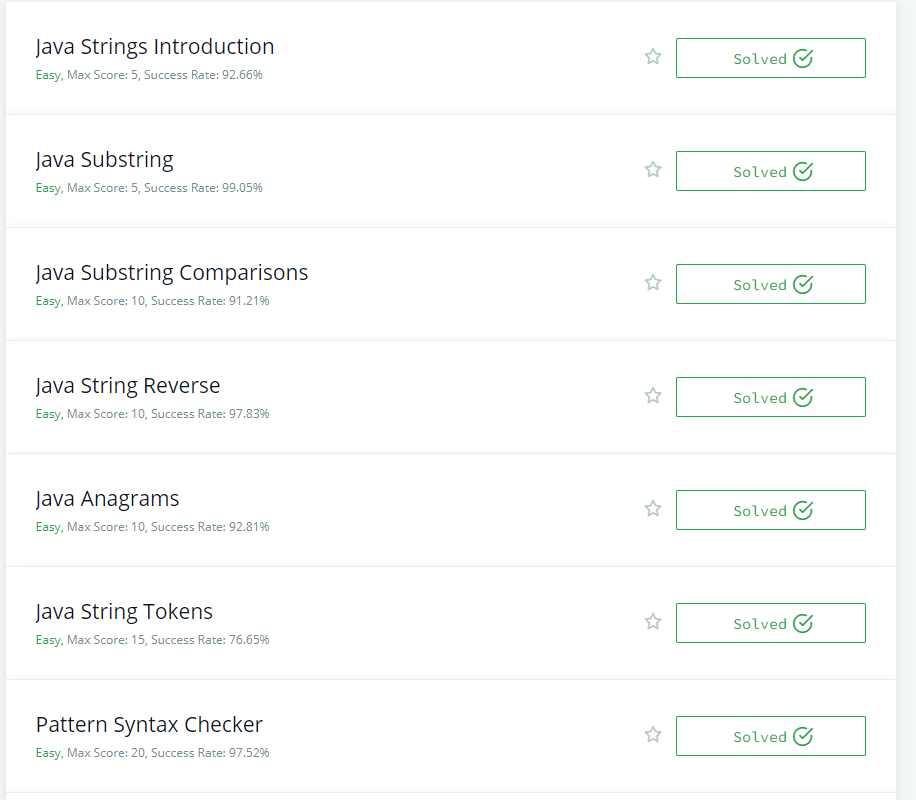 Java Strings Introduction
Easy, Max Score: 5, Success Rate: 92.66%
Solved
Java Substring
Easy, Max Score: 5, Success Rate: 99.05%
Solved
Java Substring Comparisons
Easy, Max Score: 10, Success Rate: 91.21%
Solved
Java String Reverse
Easy, Max Score: 10, Success Rate: 97.83%
Solved
Java Anagrams
Easy, Max Score: 10, Success Rate: 92.81%
Solved
Java String Tokens
Easy, Max Score: 15, Success Rate: 76.65%
Solved
Pattern Syntax Checker
Easy, Max Score: 20, Success Rate: 97.52%
Solved